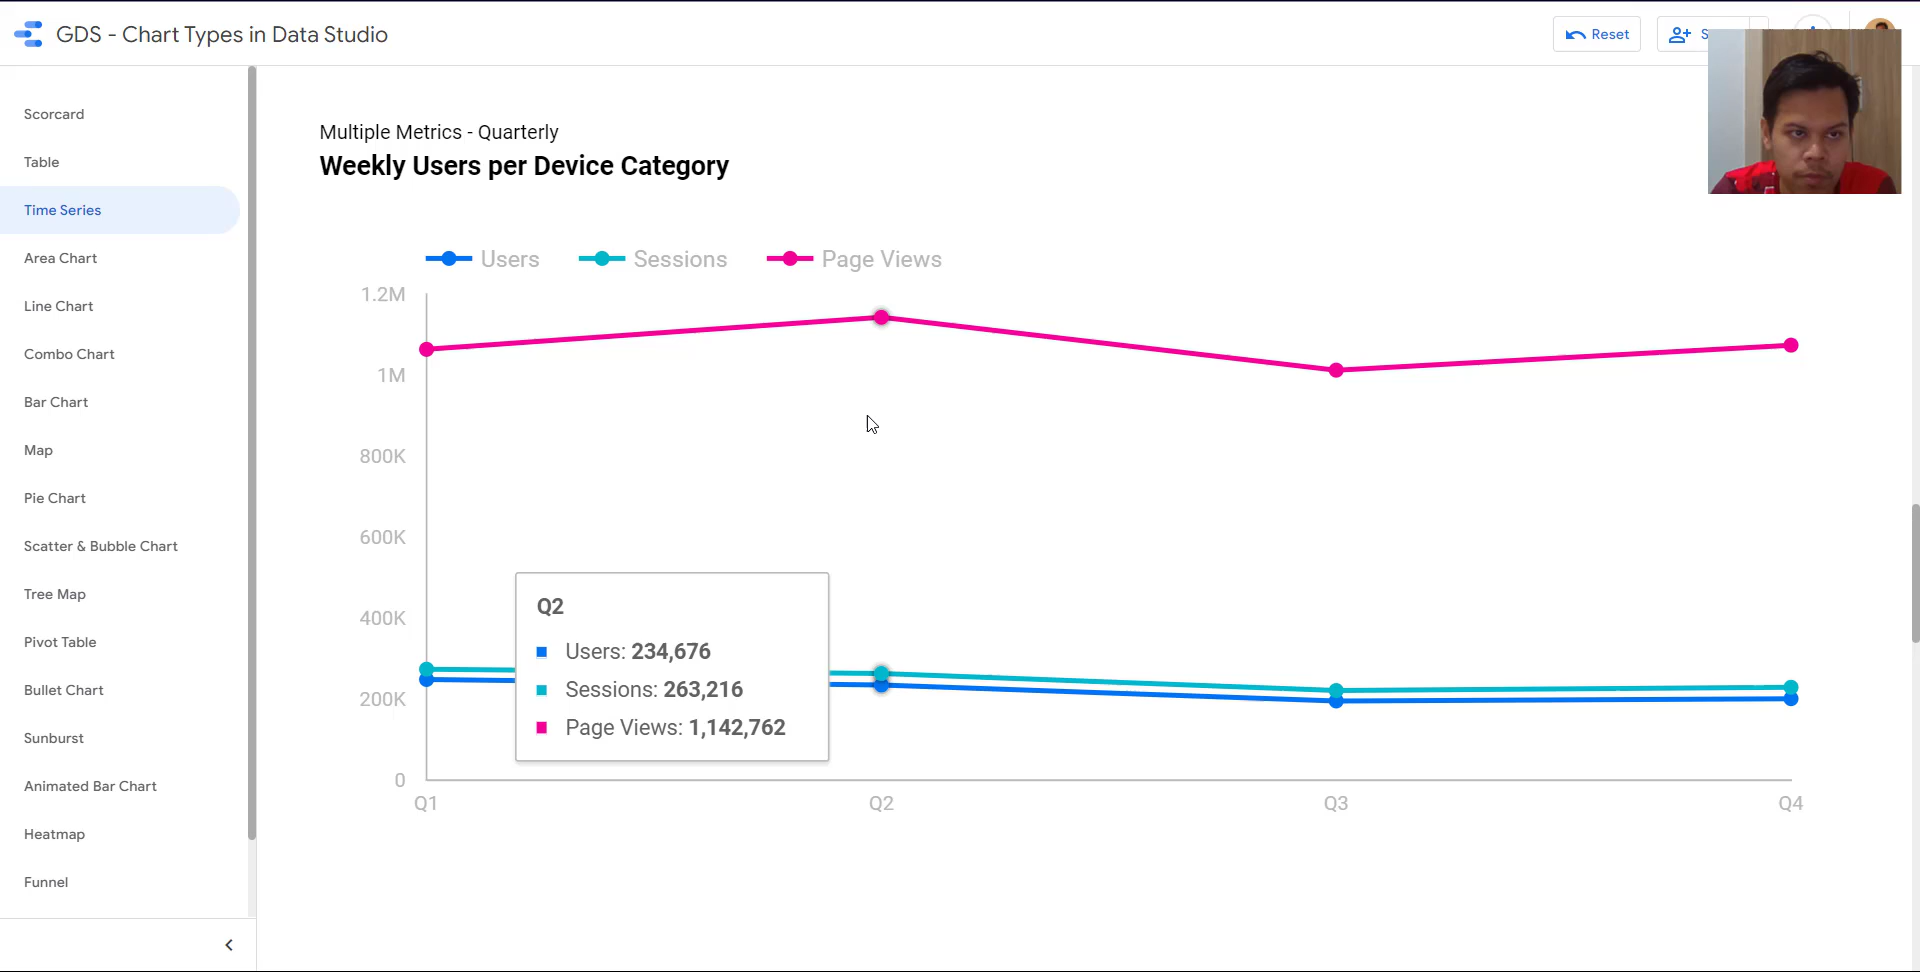 GDS - Chart Types in Data Studio
Reset
Scorcard
Table
Time Series
Area Chart
Line Chart
Combo Chart
Bar Chart
Map
Pie Chart
Scatter & Bubble Chart
Tree Map
Pivot Table
Bullet Chart
Sunburst
Animated Bar Chart
Heatmap
Funnel
Multiple Metrics - Quarterly
Weekly Users per Device Category
Users Sessions Page Views
1.2M
1M
800K
600K
400K
200K
0
Q2
Users: 234,676
Sessions: 263,216
Page Views: 1,142,762
Q1 Q2 Q3 Q4